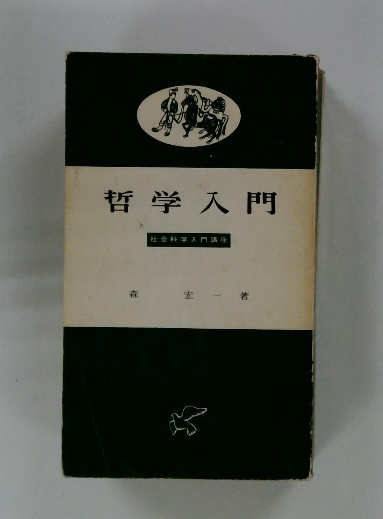 哲学入門
社会科学入門講座
森 宏一 著